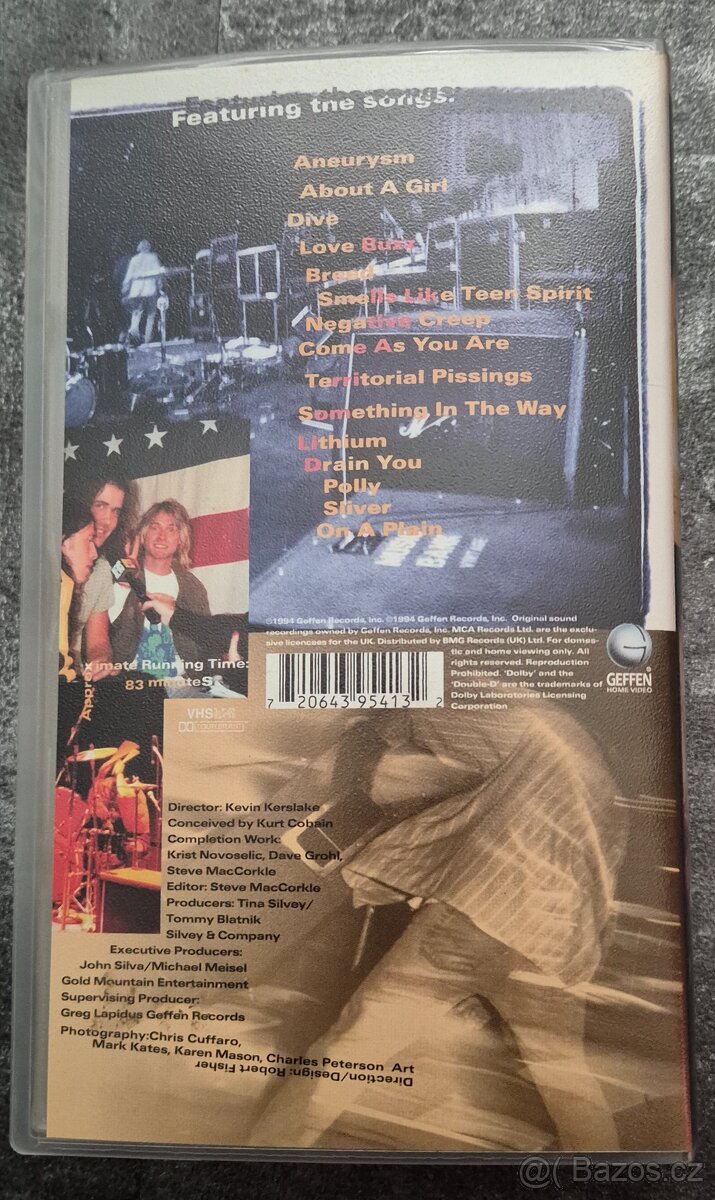 Featuring the songs:
Featuring the songs:
Aneurysm
About A Girl
Dive
Love Buzz
Breed
Smells Like Teen Spirit
Negative Creep
Come As You Are
Territorial Pissings
Something In The Way
Lithium
Drain You
Polly
Sliver
On A Plain
©1994 Geffen Records, Inc. ℗1994 Geffen Records, Inc. Original sound
recordings owned by Geffen Records, Inc. MCA Records Ltd. are the exclu-
sive licencees for the UK. Distributed by BMG Records (UK) Ltd. For domes-
tic and home viewing only. All
rights reserved. Reproduction
Prohibited. 'Dolby' and the
'Double-D' are the trademarks of
Dolby Laboratories Licensing
Corporation
GEFFEN
HOME VIDEO
Approximate Running Time:
83 minuteS
7 20643 95413 2
VHS
Director: Kevin Kerslake
Conceived by Kurt Cobain
Completion Work:
Krist Novoselic, Dave Grohl,
Steve MacCorkle
Editor: Steve MacCorkle
Producers: Tina Silvey/
Tommy Blatnik
Silvey & Company
Executive Producers:
John Silva/Michael Meisel
Gold Mountain Entertainment
Supervising Producer:
Greg Lapidus Geffen Records
Photography:Chris Cuffaro,
Mark Kates, Karen Mason, Charles Peterson Art
Direction/Design: Robert Fisher
@( Bazos.cz